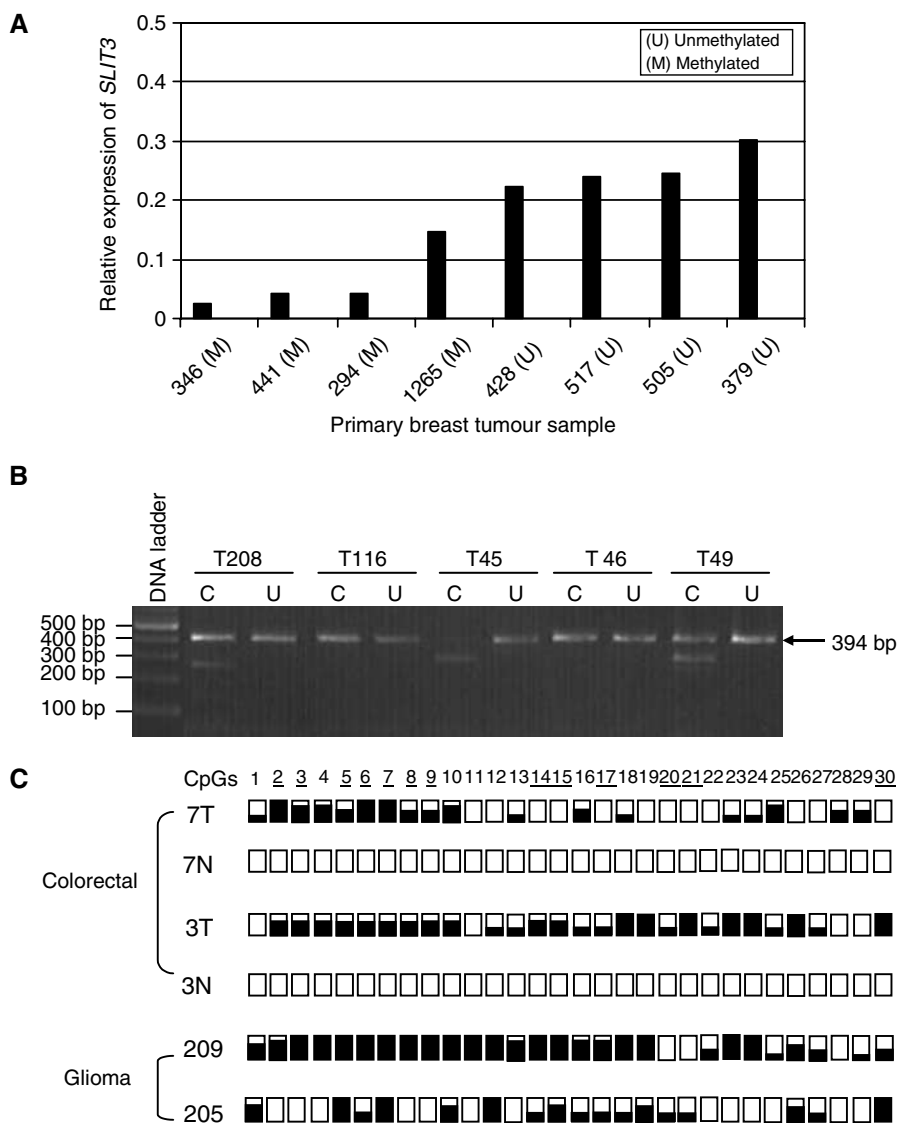 A
0.5
0.4
0.3
0.2
0.1
0
Relative expression of SLIT3
(U) Unmethylated
(M) Methylated
346 (M)
441 (M)
294 (M)
1265 (M)
428 (U)
517 (U)
505 (U)
379 (U)
Primary breast tumour sample
B
DNA ladder
T208 T116 T45 T 46 T49
C U C U C U C U C U
500 bp
400 bp
300 bp
200 bp
100 bp
394 bp
C
CpGs 1 2 3 4 5 6 7 8 9 10 11 12 13 14 15 16 17 18 19 20 21 22 23 24 25 26 27 28 29 30
Colorectal
7T
7N
3T
3N
Glioma
209
205